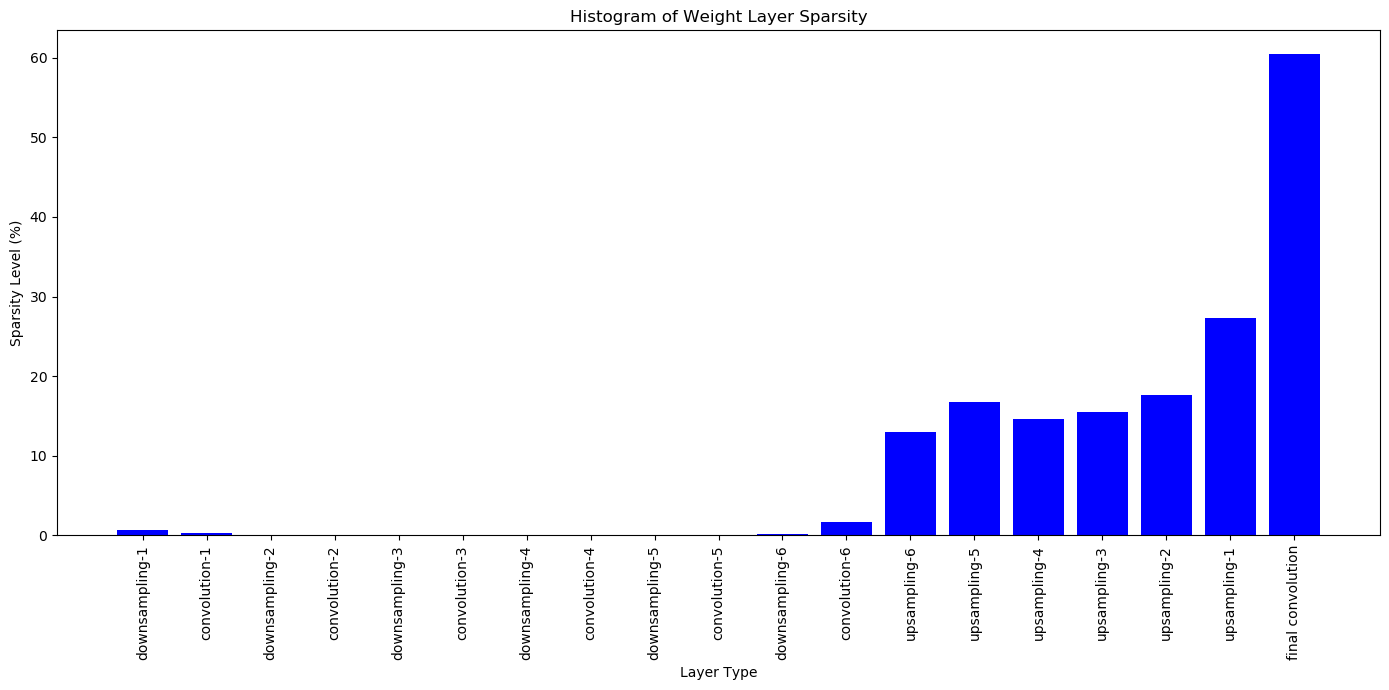 Histogram of Weight Layer Sparsity
Sparsity Level (%)
60
50
40
30
20
10
0
downsampling-1
convolution-1
downsampling-2
convolution-2
downsampling-3
convolution-3
downsampling-4
convolution-4
downsampling-5
convolution-5
downsampling-6
convolution-6
upsampling-6
upsampling-5
upsampling-4
upsampling-3
upsampling-2
upsampling-1
final convolution
Layer Type